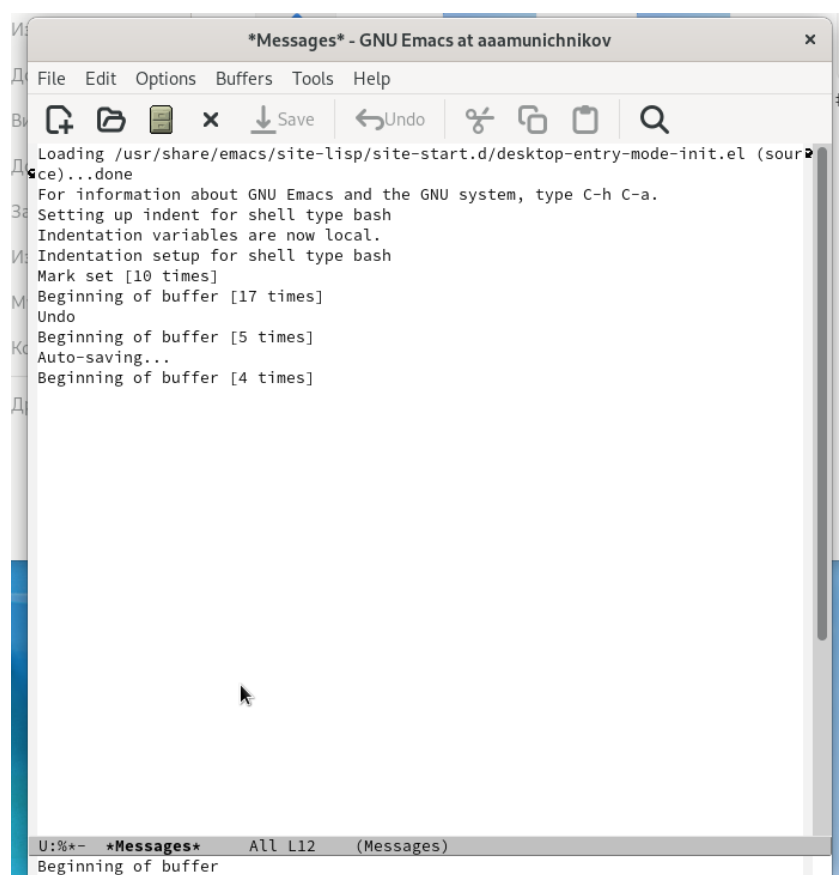 *Messages* - GNU Emacs at aaamunichnikov
File Edit Options Buffers Tools Help
Save Undo
Loading /usr/share/emacs/site-lisp/site-start.d/desktop-entry-mode-init.el (sour
ce)...done
For information about GNU Emacs and the GNU system, type C-h C-a.
Setting up indent for shell type bash
Indentation variables are now local.
Indentation setup for shell type bash
Mark set [10 times]
Beginning of buffer [17 times]
Undo
Beginning of buffer [5 times]
Auto-saving...
Beginning of buffer [4 times]
U:%*- *Messages* All L12 (Messages)
Beginning of buffer